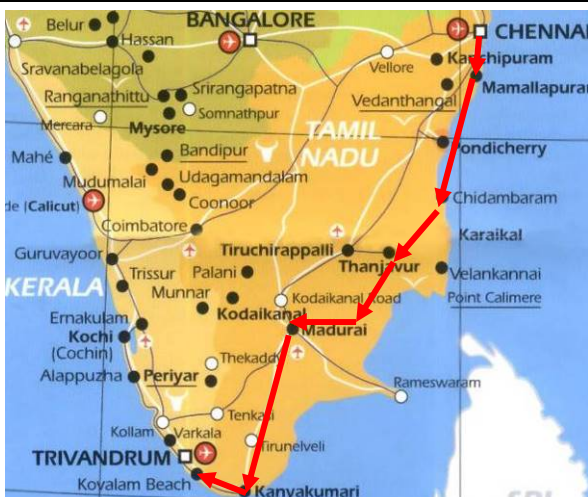 Belur
BANGALORE
CHENNAI
Hassan
Sravanabelagola
Vellore
Kanchipuram
Mamallapuram
Srirangapatna
Ranganathittu
Vedanthangal
Somnathpur
Mercara
Mysore
TAMIL
NADU
Pondicherry
Bandipur
Mahé
Mudumalai
Udagamandalam
Coonoor
Chidambaram
de (Calicut)
Coimbatore
Karaikal
Tiruchirappalli
Guruvayoor
Thanjavur
Trissur
Palani
Velankannai
KERALA
Munnar
Kodaikanal Road
Point Calimere
Kodaikanal
Ernakulam
Madurai
Kochi
(Cochin)
Thekaddy
Alappuzha
Periyar
Rameswaram
Tenkasi
Kollam
Varkala
Tirunelveli
TRIVANDRUM
Kovalam Beach
Kanyakumari